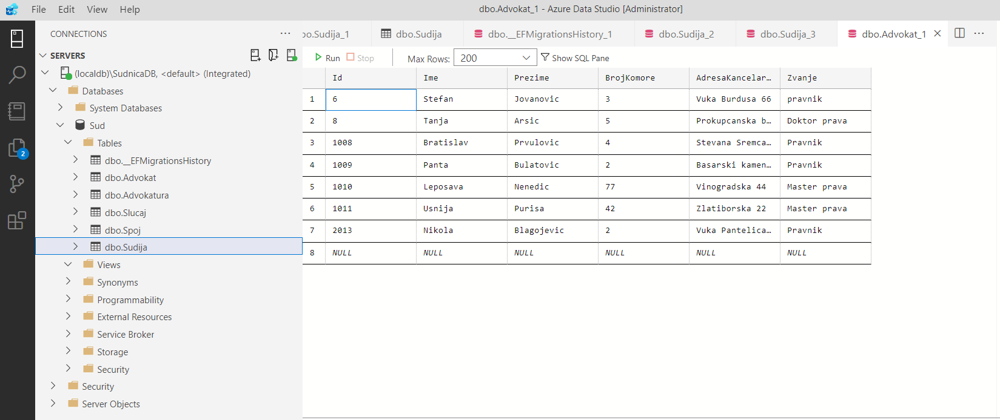 File Edit View Help
dbo.Advokat_1 - Azure Data Studio [Administrator]
CONNECTIONS
SERVERS
(localdb)\SudnicaDB, <default> (Integrated)
Databases
System Databases
Sud
Tables
dbo.__EFMigrationsHistory
dbo.Advokat
dbo.Advokatura
dbo.Slucaj
dbo.Spoj
dbo.Sudija
Views
Synonyms
Programmability
External Resources
Service Broker
Storage
Security
Security
Server Objects
2
bo.Sudija_1 dbo.Sudija dbo.__EFMigrationsHistory_1 dbo.Sudija_2 dbo.Sudija_3 dbo.Advokat_1
Run Stop Max Rows: 200 Show SQL Pane
Id Ime Prezime BrojKomore AdresaKancelar… Zvanje
1 6 Stefan Jovanovic 3 Vuka Burdusa 66 pravnik
2 8 Tanja Arsic 5 Prokupcanska b… Doktor prava
3 1008 Bratislav Prvulovic 4 Stevana Sremca… Pravnik
4 1009 Panta Bulatovic 2 Basarski kamen… Pravnik
5 1010 Leposava Nenedic 77 Vinogradska 44 Master prava
6 1011 Usnija Purisa 42 Zlatiborska 22 Master prava
7 2013 Nikola Blagojevic 2 Vuka Pantelica… Pravnik
8 NULL NULL NULL NULL NULL NULL